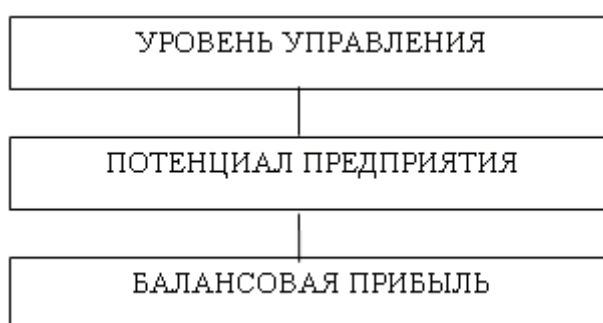 УРОВЕНЬ УПРАВЛЕНИЯ
ПОТЕНЦИАЛ ПРЕДПРИЯТИЯ
БАЛАНСОВАЯ ПРИБЫЛЬ